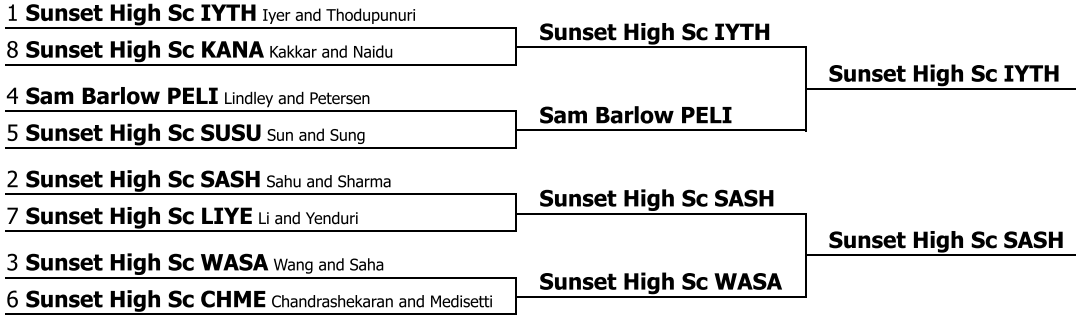 1 Sunset High Sc IYTH Iyer and Thodupunuri
8 Sunset High Sc KANA Kakkar and Naidu
4 Sam Barlow PELI Lindley and Petersen
5 Sunset High Sc SUSU Sun and Sung
2 Sunset High Sc SASH Sahu and Sharma
7 Sunset High Sc LIYE Li and Yenduri
3 Sunset High Sc WASA Wang and Saha
6 Sunset High Sc CHME Chandrashekaran and Medisetti
Sunset High Sc IYTH
Sam Barlow PELI
Sunset High Sc SASH
Sunset High Sc WASA
Sunset High Sc IYTH
Sunset High Sc SASH